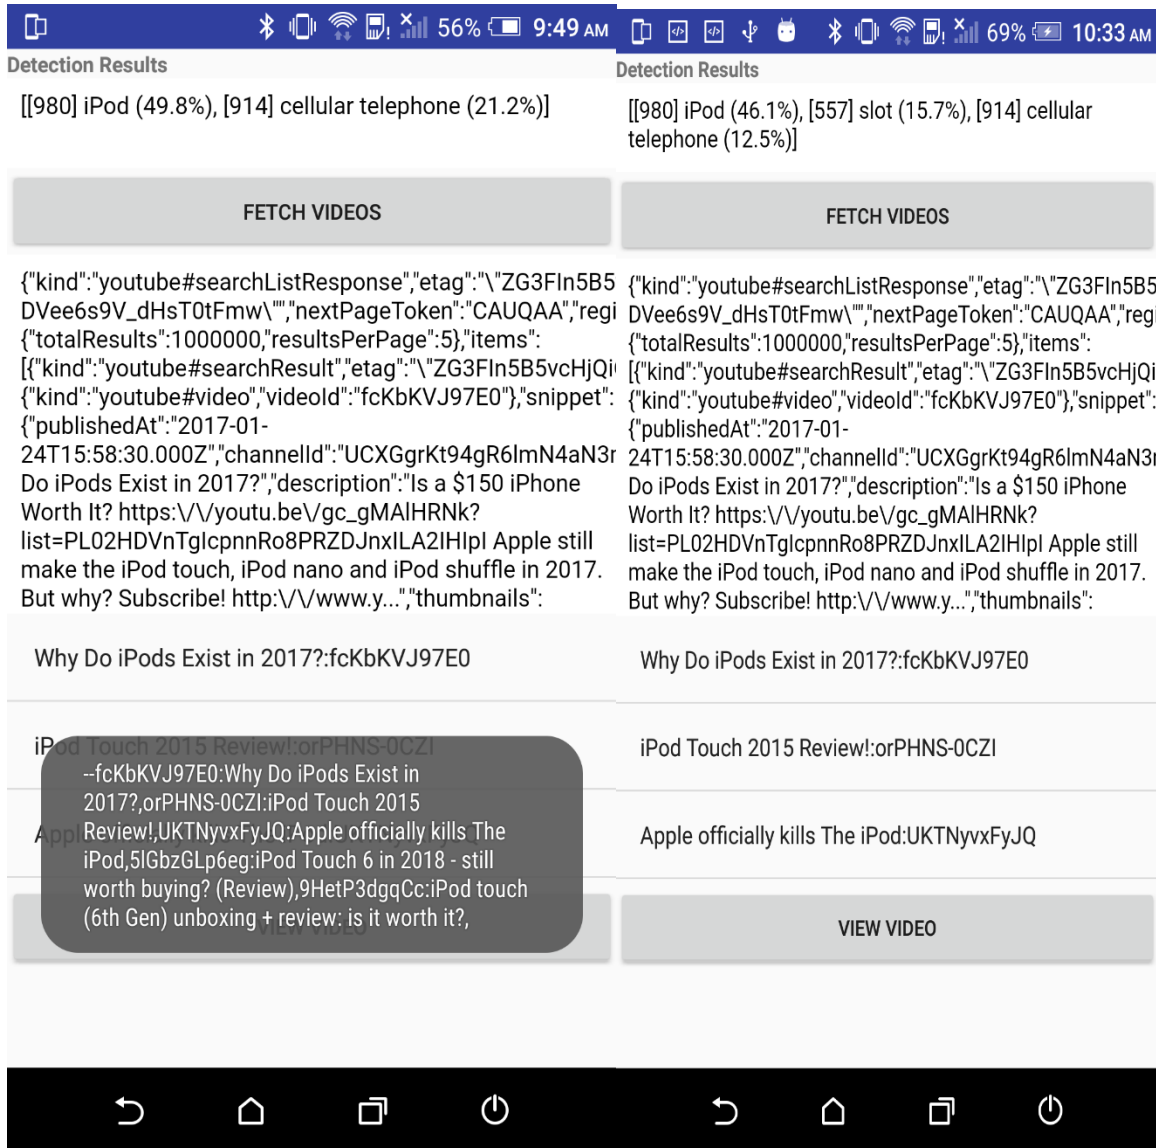 56% 9:49 AM
Detection Results
[[980] iPod (49.8%), [914] cellular telephone (21.2%)]
FETCH VIDEOS
{"kind":"youtube#searchListResponse","etag":"\"ZG3FIn5B5
DVee6s9V_dHsT0tFmw\"","nextPageToken":"CAUQAA","regi
{"totalResults":1000000,"resultsPerPage":5},"items":
[{"kind":"youtube#searchResult","etag":"\"ZG3FIn5B5vcHjQi
{"kind":"youtube#video","videoId":"fcKbKVJ97E0"},"snippet":
{"publishedAt":"2017-01-
24T15:58:30.000Z","channelId":"UCXGgrKt94gR6lmN4aN3r
Do iPods Exist in 2017?","description":"Is a $150 iPhone
Worth It? https:\/\/youtu.be\/gc_gMAlHRNk?
list=PL02HDVnTgIcpnnRo8PRZDJnxILA2IHIpI Apple still
make the iPod touch, iPod nano and iPod shuffle in 2017.
But why? Subscribe! http:\/\/www.y...","thumbnails":
Why Do iPods Exist in 2017?:fcKbKVJ97E0
iPod Touch 2015 Review!:orPHNS-0CZI
--fcKbKVJ97E0:Why Do iPods Exist in
2017?,orPHNS-0CZI:iPod Touch 2015
Review!,UKTNyvxFyJQ:Apple officially kills The
iPod,5lGbzGLp6eg:iPod Touch 6 in 2018 - still
worth buying? (Review),9HetP3dgqCc:iPod touch
(6th Gen) unboxing + review: is it worth it?,
VIEW VIDEO
69% 10:33 AM
Detection Results
[[980] iPod (46.1%), [557] slot (15.7%), [914] cellular
telephone (12.5%)]
FETCH VIDEOS
{"kind":"youtube#searchListResponse","etag":"\"ZG3FIn5B5
DVee6s9V_dHsT0tFmw\"","nextPageToken":"CAUQAA","regi
{"totalResults":1000000,"resultsPerPage":5},"items":
[{"kind":"youtube#searchResult","etag":"\"ZG3FIn5B5vcHjQi
{"kind":"youtube#video","videoId":"fcKbKVJ97E0"},"snippet":
{"publishedAt":"2017-01-
24T15:58:30.000Z","channelId":"UCXGgrKt94gR6lmN4aN3r
Do iPods Exist in 2017?","description":"Is a $150 iPhone
Worth It? https:\/\/youtu.be\/gc_gMAlHRNk?
list=PL02HDVnTgIcpnnRo8PRZDJnxILA2IHIpI Apple still
make the iPod touch, iPod nano and iPod shuffle in 2017.
But why? Subscribe! http:\/\/www.y...","thumbnails":
Why Do iPods Exist in 2017?:fcKbKVJ97E0
iPod Touch 2015 Review!:orPHNS-0CZI
Apple officially kills The iPod:UKTNyvxFyJQ
VIEW VIDEO